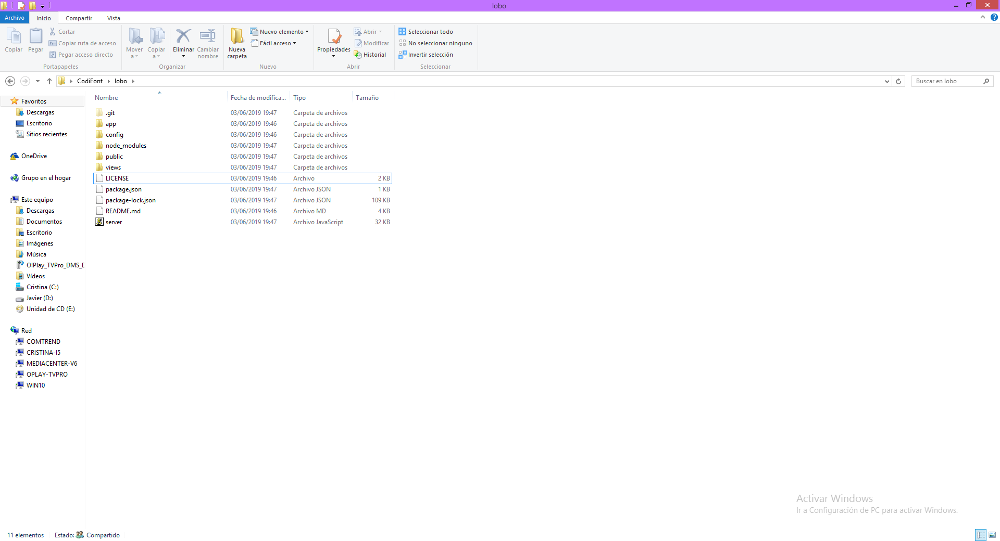 lobo
Archivo Inicio Compartir Vista
Copiar Pegar Cortar Copiar ruta de acceso Pegar acceso directo
Mover a Copiar a Eliminar Cambiar nombre
Nueva carpeta Nuevo elemento Fácil acceso
Propiedades Abrir Modificar Historial
Seleccionar todo No seleccionar ninguno Invertir selección
Portapapeles Organizar Nuevo Abrir Seleccionar
CodiFont lobo Buscar en lobo
Favoritos
Descargas
Escritorio
Sitios recientes
OneDrive
Grupo en el hogar
Este equipo
Descargas
Documentos
Escritorio
Imágenes
Música
O!Play_TVPro_DMS_D
Vídeos
Cristina (C:)
Javier (D:)
Unidad de CD (E:)
Red
COMTREND
CRISTINA-I5
MEDIACENTER-V6
OPLAY-TVPRO
WIN10
Nombre Fecha de modifica... Tipo Tamaño
.git 03/06/2019 19:47 Carpeta de archivos
app 03/06/2019 19:46 Carpeta de archivos
config 03/06/2019 19:46 Carpeta de archivos
node_modules 03/06/2019 19:47 Carpeta de archivos
public 03/06/2019 19:47 Carpeta de archivos
views 03/06/2019 19:47 Carpeta de archivos
LICENSE 03/06/2019 19:46 Archivo 2 KB
package.json 03/06/2019 19:47 Archivo JSON 1 KB
package-lock.json 03/06/2019 19:47 Archivo JSON 109 KB
README.md 03/06/2019 19:46 Archivo MD 4 KB
server 03/06/2019 19:47 Archivo JavaScript 32 KB
Activar Windows
Ir a Configuración de PC para activar Windows.
11 elementos Estado: Compartido